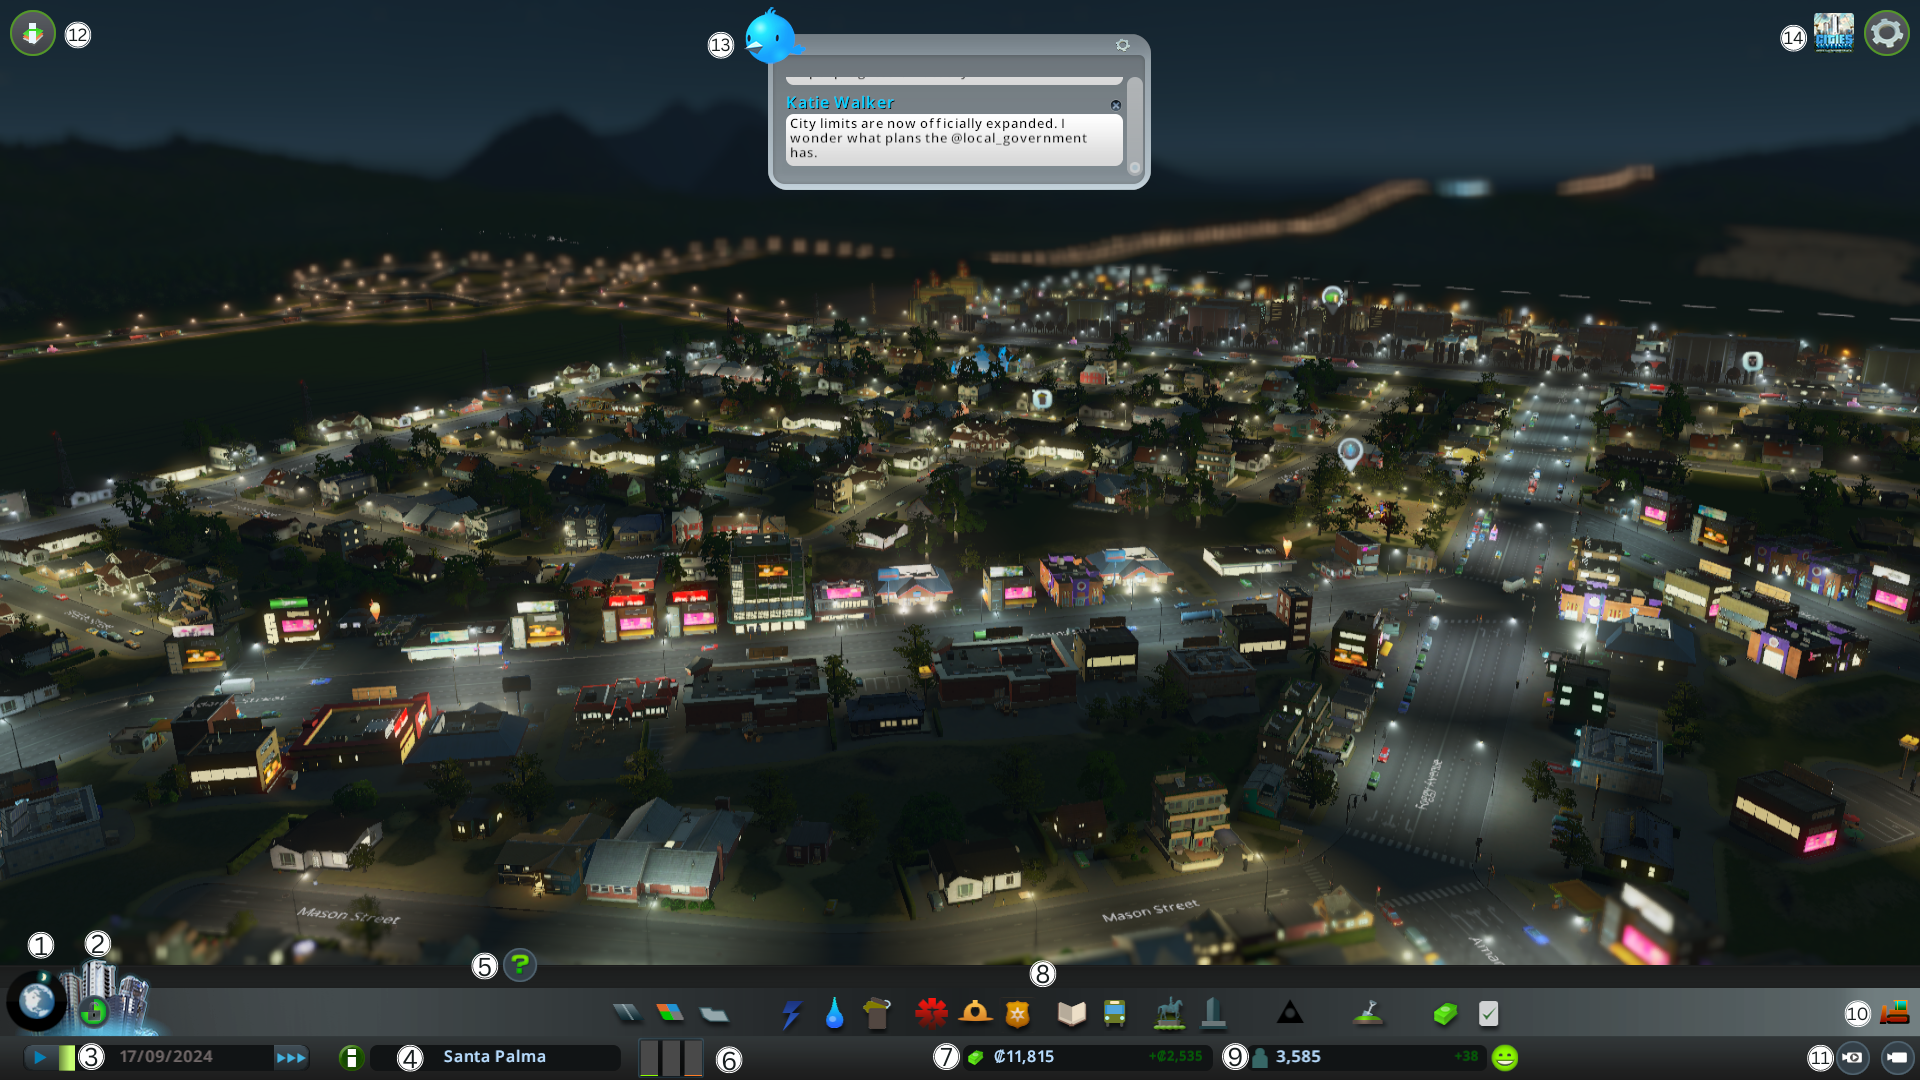 12
13
14
CITIES
Katie Walker
City limits are now officially expanded. I
wonder what plans the @local_government
has.
Mason Street
Mason Street
1
2
5
?
8
10
3
17/09/2024
4
Santa Palma
6
7
₡11,815
+₡2,535
9
3,585
+38
11